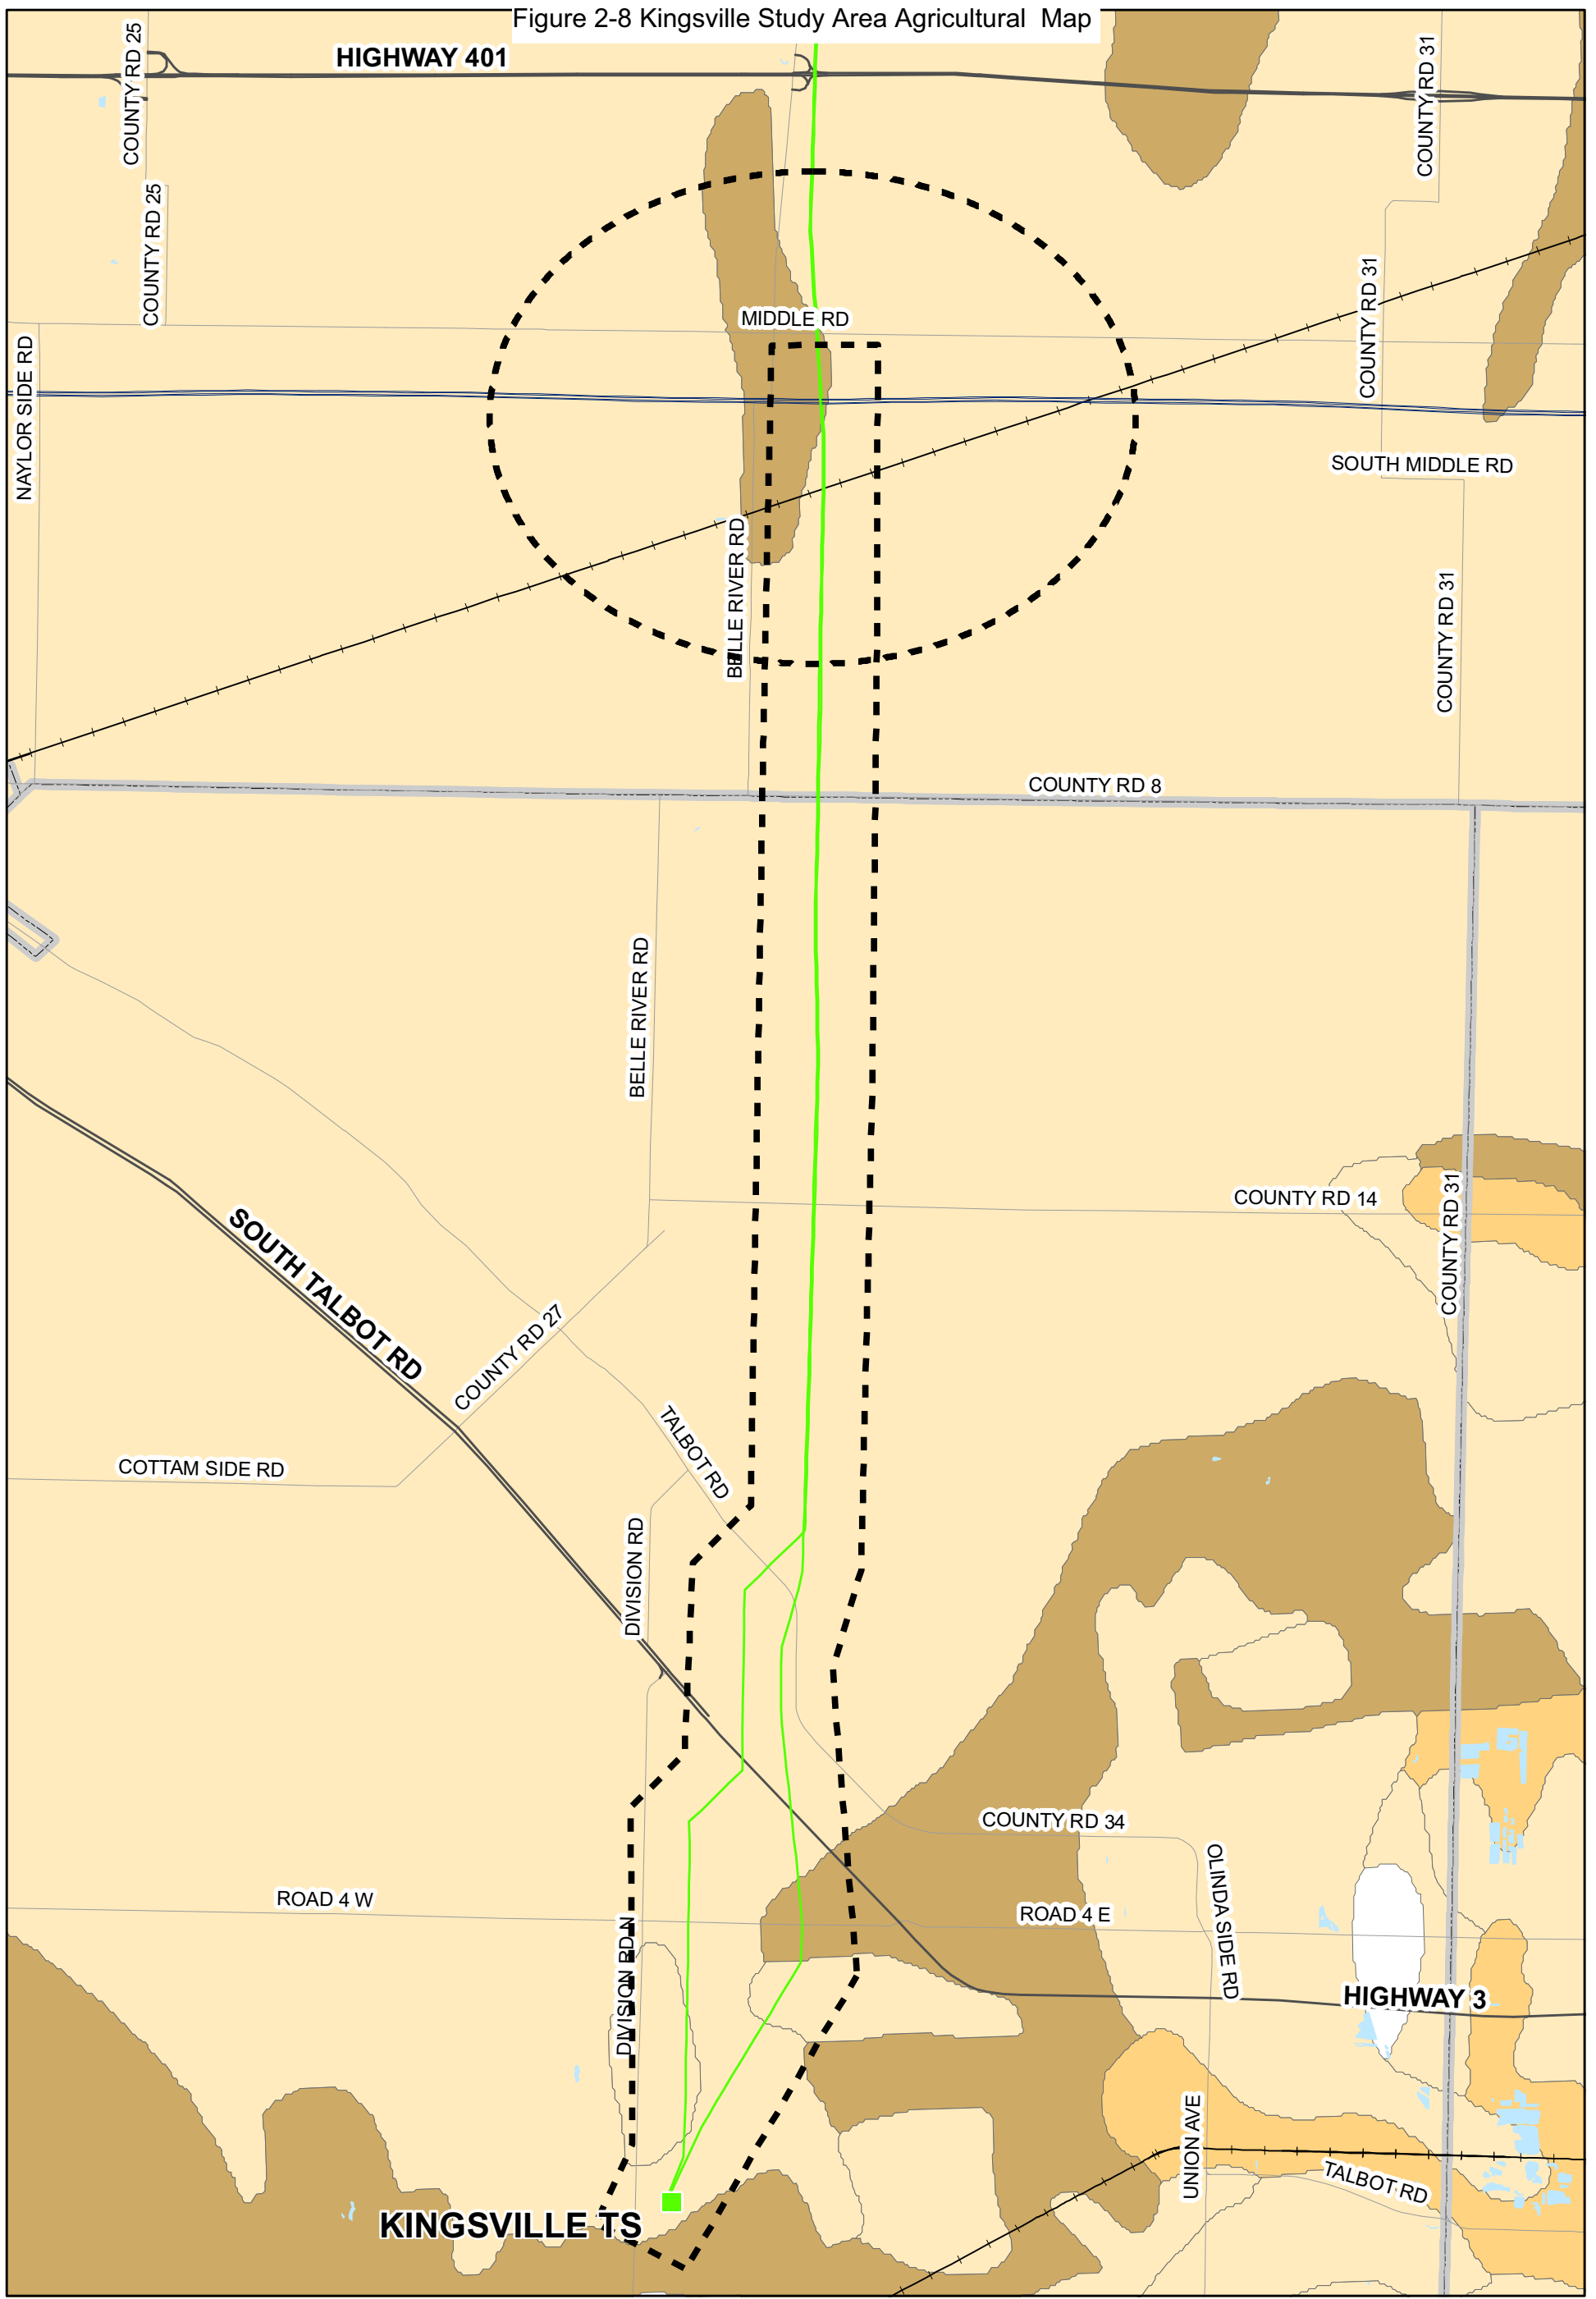 Figure 2-8 Kingsville Study Area Agricultural Map
HIGHWAY 401
COUNTY RD 25
COUNTY RD 31
COUNTY RD 25
COUNTY RD 31
MIDDLE RD
NAYLOR SIDE RD
SOUTH MIDDLE RD
BELLE RIVER RD
COUNTY RD 31
COUNTY RD 8
BELLE RIVER RD
COUNTY RD 14
COUNTY RD 31
SOUTH TALBOT RD
COUNTY RD 27
TALBOT RD
COTTAM SIDE RD
DIVISION RD
COUNTY RD 34
OLINDA SIDE RD
ROAD 4 W
ROAD 4 E
DIVISION RD N
HIGHWAY 3
UNION AVE
TALBOT RD
KINGSVILLE TS